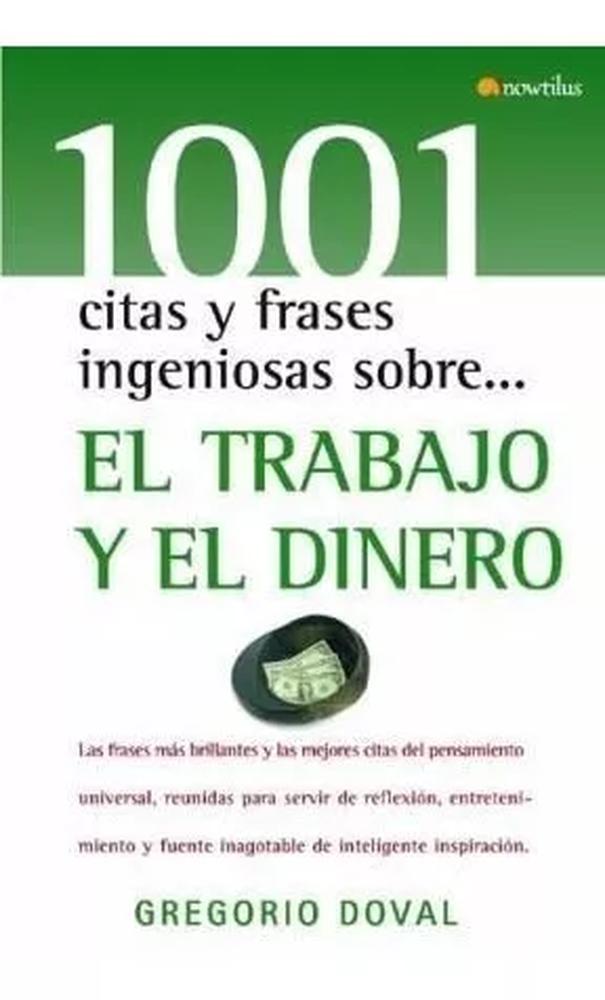 nowtilus
1001
citas y frases
ingeniosas sobre...
EL TRABAJO
Y EL DINERO
Las frases más brillantes y las mejores citas del pensamiento
universal, reunidas para servir de reflexión, entreteni-
miento y fuente inagotable de inteligente inspiración.
GREGORIO DOVAL